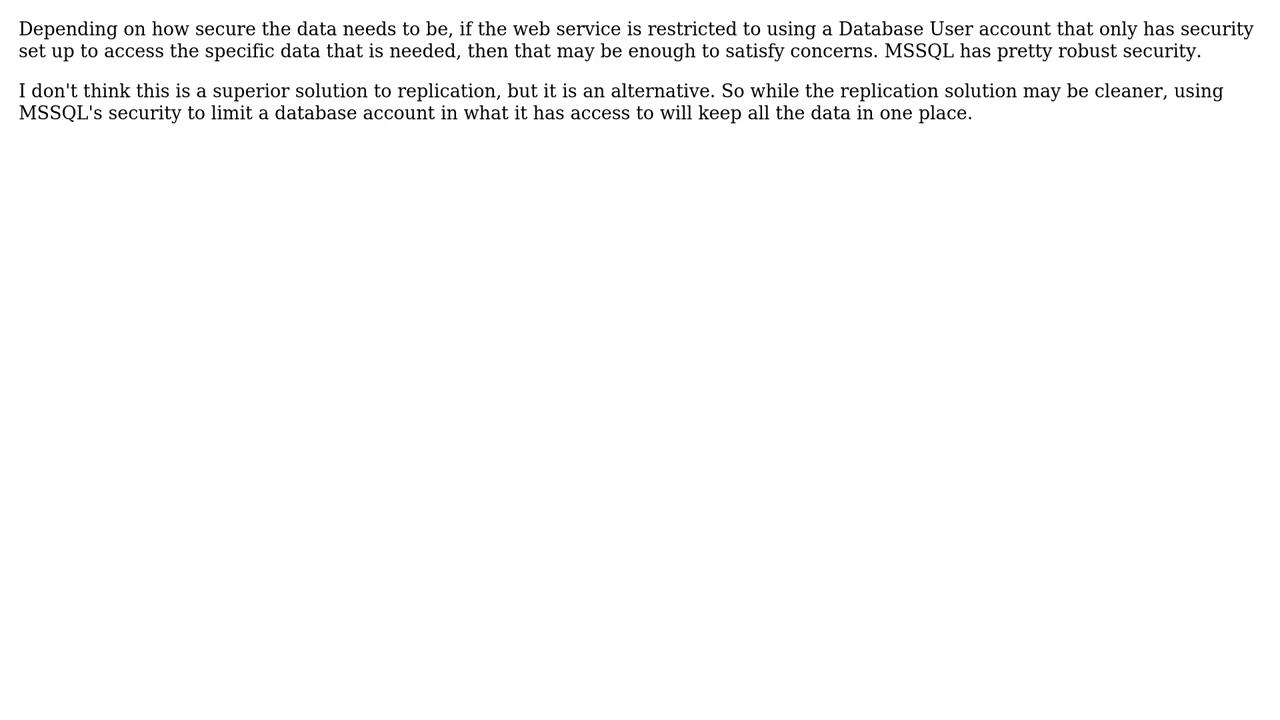 Depending on how secure the data needs to be, if the web service is restricted to using a Database User account that only has security
set up to access the specific data that is needed, then that may be enough to satisfy concerns. MSSQL has pretty robust security.
I don't think this is a superior solution to replication, but it is an alternative. So while the replication solution may be cleaner, using
MSSQL's security to limit a database account in what it has access to will keep all the data in one place.